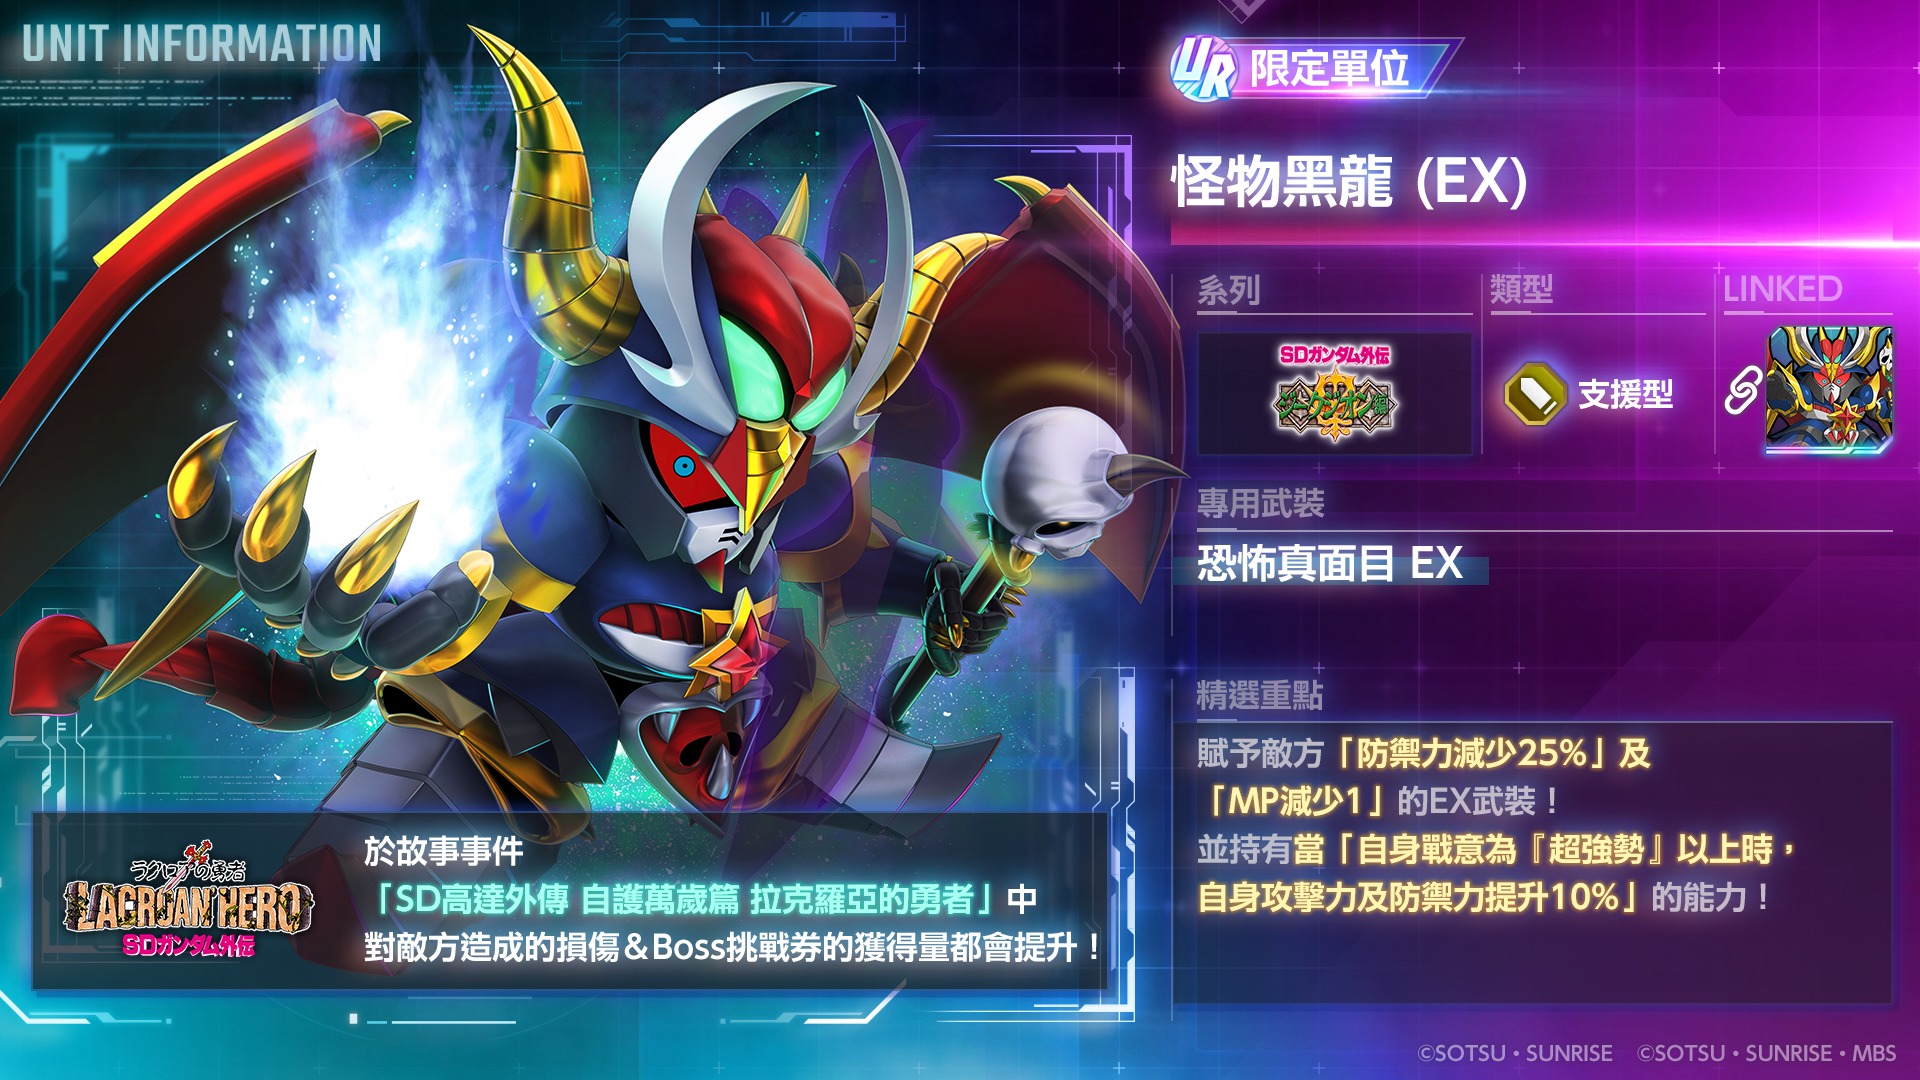 UNIT INFORMATION
UR 限定單位
怪物黑龍 (EX)
系列
類型
LINKED
SDガンダム外伝
ジークジオン編
支援型
專用武裝
恐怖真面目 EX
精選重點
賦予敵方「防禦力減少25%」及
「MP減少1」的EX武裝！
並持有當「自身戰意為『超強勢』以上時，
自身攻擊力及防禦力提升10%」的能力！
ラクロアの勇者
LACROAN HERO
SDガンダム外伝
於故事事件
「SD高達外傳 自護萬歲篇 拉克羅亞的勇者」中
對敵方造成的損傷＆Boss挑戰券的獲得量都會提升！
©SOTSU・SUNRISE ©SOTSU・SUNRISE・MBS